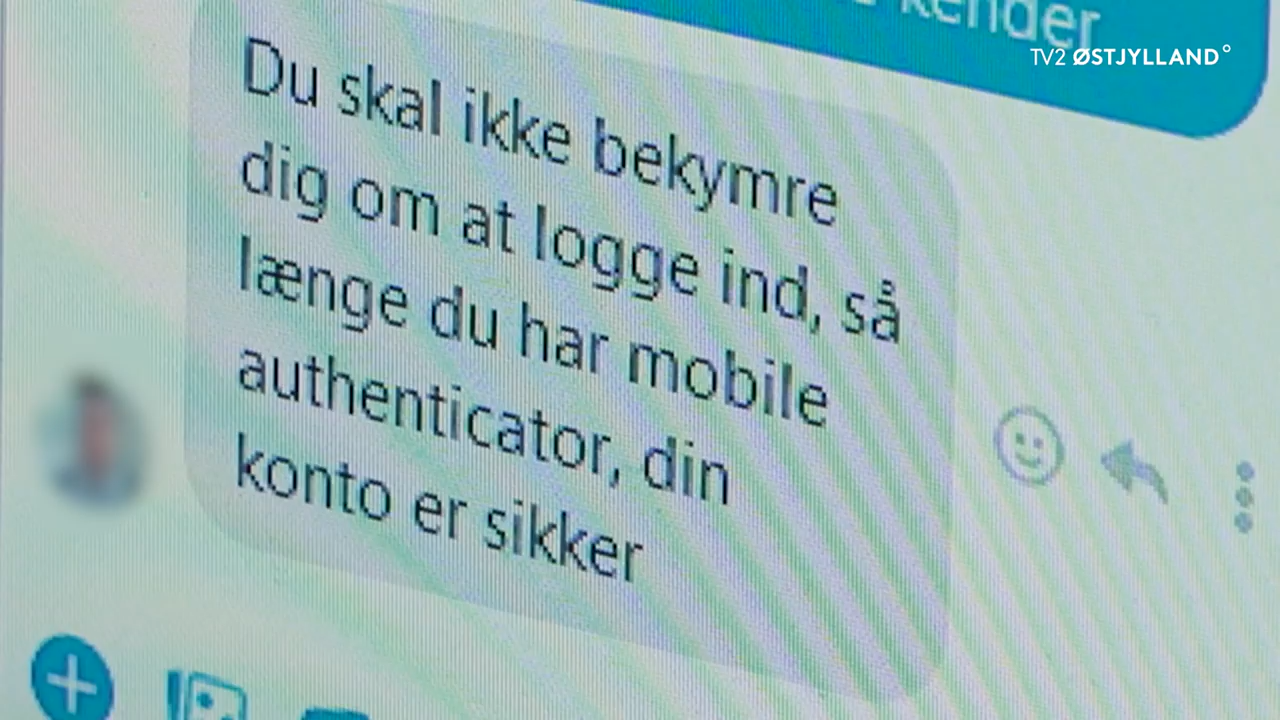 kender
TV2 ØSTJYLLAND°
Du skal ikke bekymre
dig om at logge ind, så
længe du har mobile
authenticator, din
konto er sikker